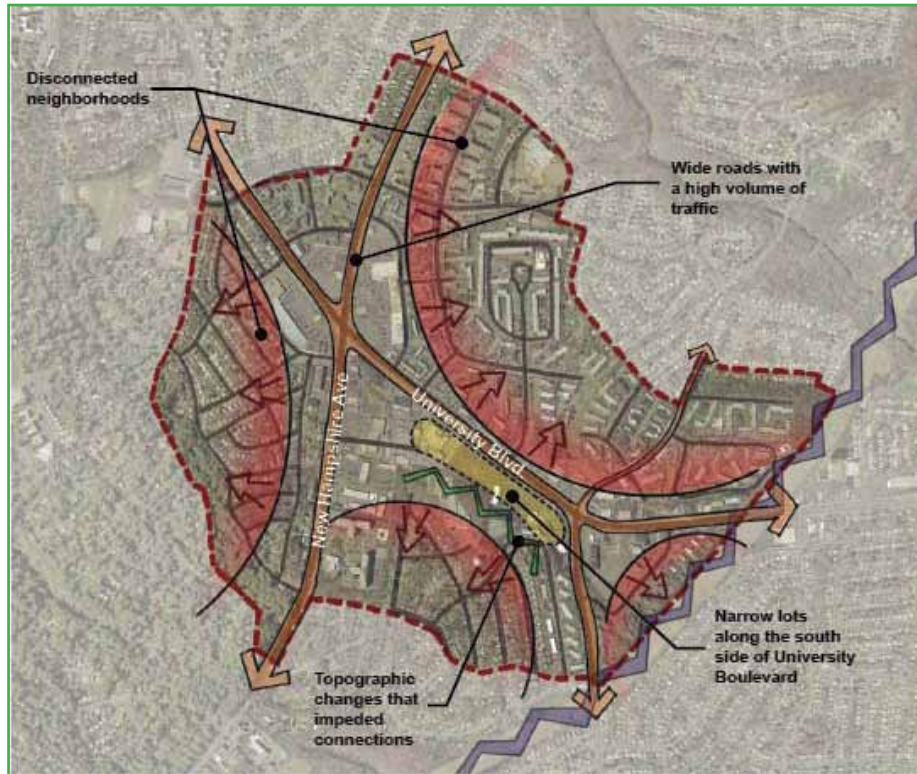 Disconnected
neighborhoods
Wide roads with
a high volume of
traffic
University Blvd
New Hampshire Ave
Narrow lots
along the south
side of University
Boulevard
Topographic
changes that
impeded
connections